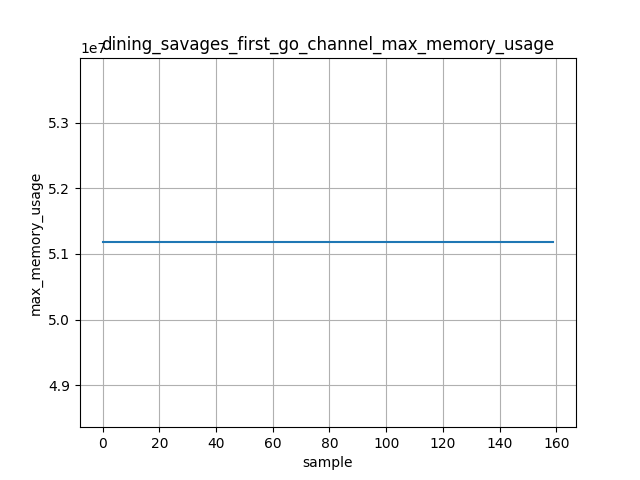 dining_savages_first_go_channel_max_memory_usage
1e7
5.3
5.2
5.1
5.0
4.9
max_memory_usage
0 20 40 60 80 100 120 140 160
sample